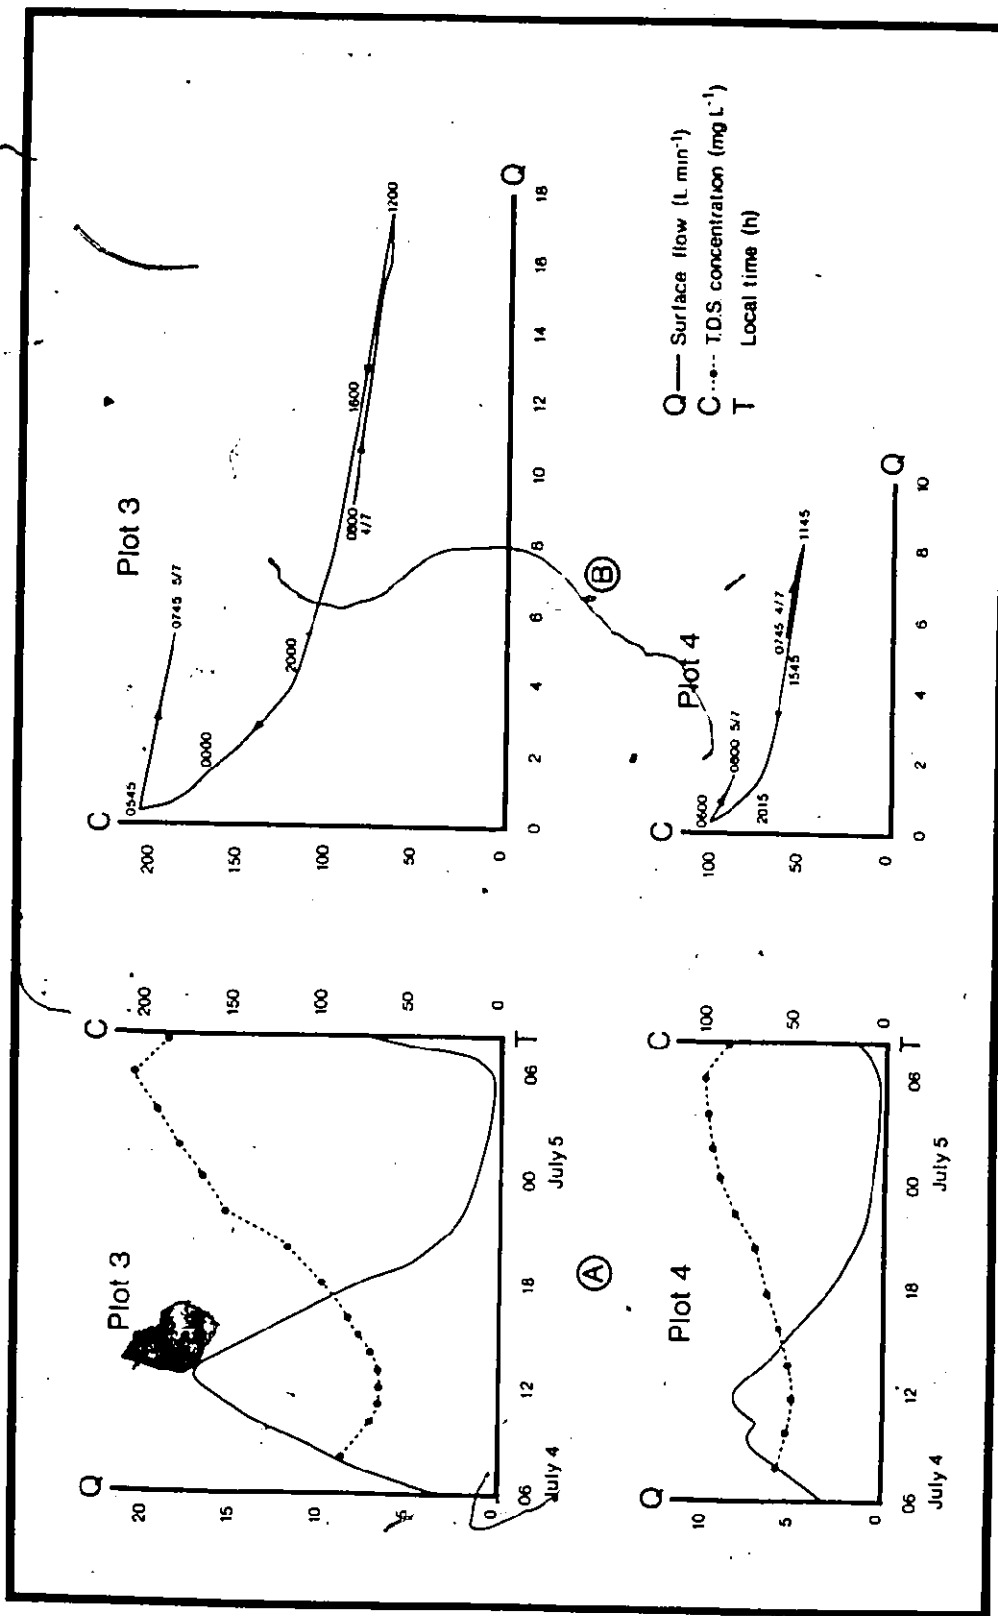 Plot 3
Q
20
15
10
5
0
C
200
150
100
50
0
T
06
12
18
00
06
July 4
July 5
A
Plot 4
Q
10
5
0
C
100
50
0
T
06
12
18
00
06
July 4
July 5
Plot 3
C
200
150
100
50
0
0545
0745 5/7
0000
2000
0800
4/7
1600
1200
0
2
4
6
8
10
12
14
16
18
Q
B
Plot 4
C
100
50
0
0600
0800 5/7
2015
1545
0745 4/7
1145
0
2
4
6
8
10
Q
Q — Surface flow (L min⁻¹)
C ··•·· T.D.S. concentration (mg L⁻¹)
T Local time (h)